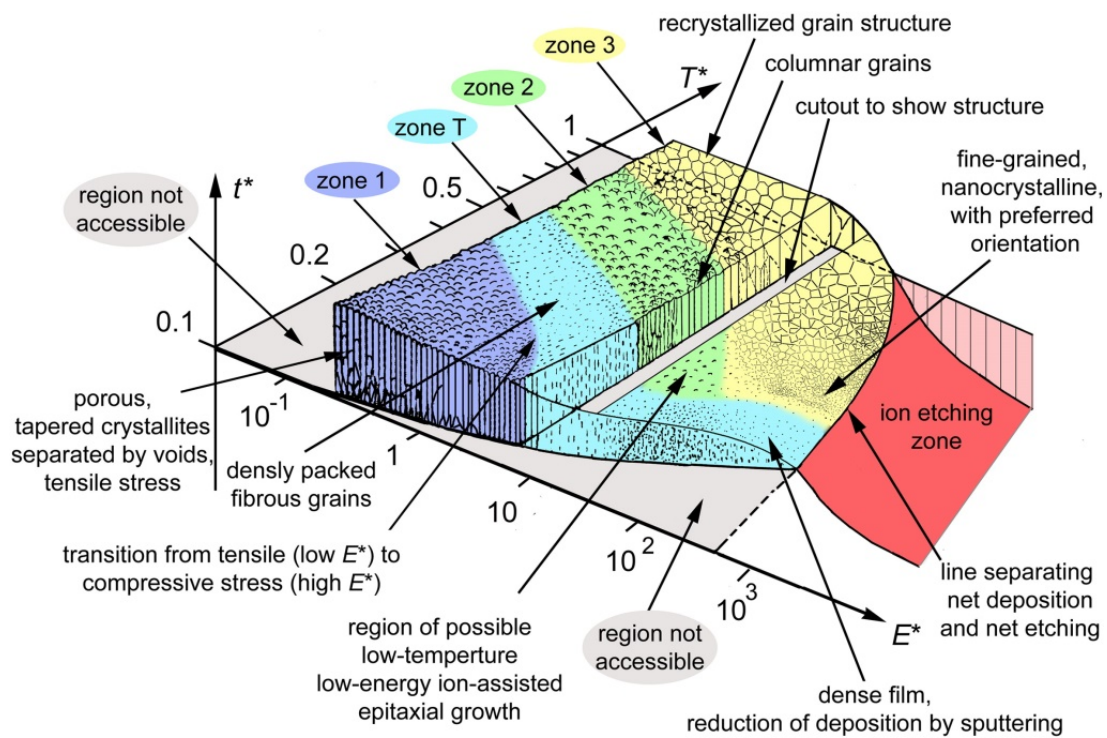 recrystallized grain structure
zone 3
T*
columnar grains
zone 2
cutout to show structure
zone T
1
fine-grained,
nanocrystalline,
with preferred
orientation
zone 1
0.5
t*
region not
accessible
0.2
0.1
porous,
tapered crystallites
separated by voids,
tensile stress
10-1
1
10
10 2
10 3
densly packed
fibrous grains
ion etching
zone
transition from tensile (low E*) to
compressive stress (high E*)
line separating
net deposition
and net etching
E*
region of possible
low-temperture
low-energy ion-assisted
epitaxial growth
region not
accessible
dense film,
reduction of deposition by sputtering